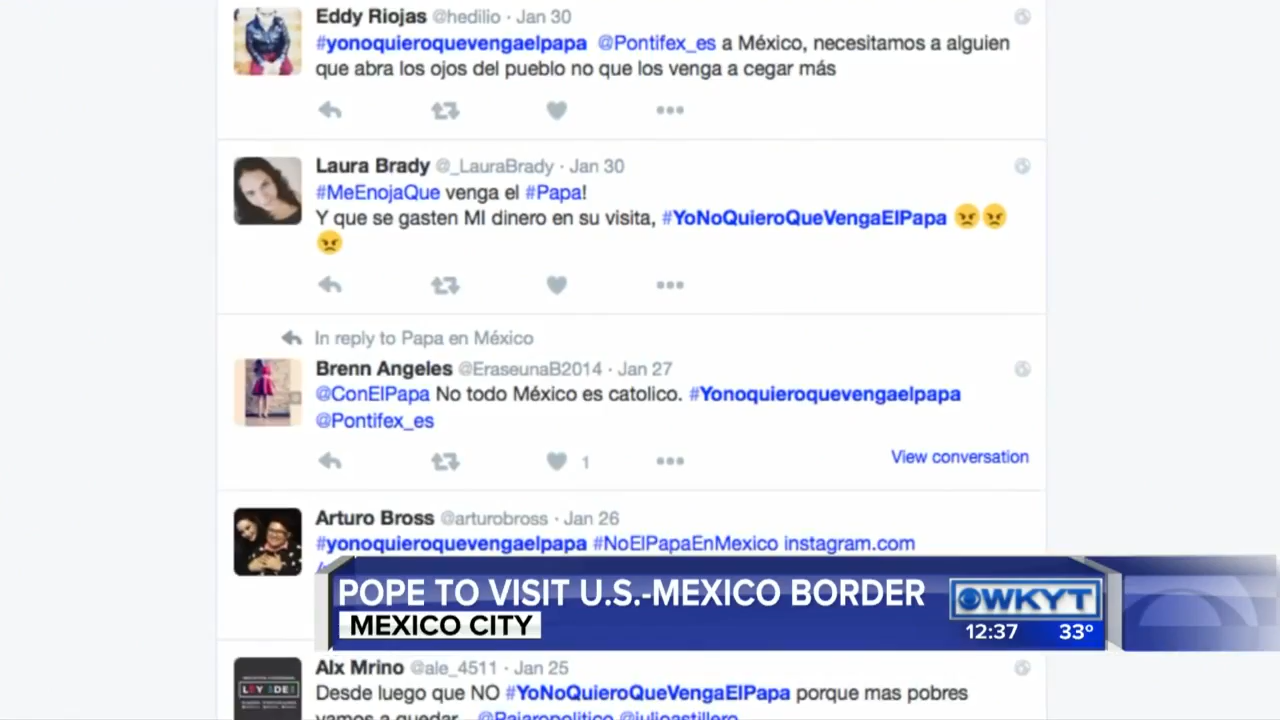 Eddy Riojas @hedilio · Jan 30
#yonoquieroquevengaelpapa @Pontifex_es a México, necesitamos a alguien
que abra los ojos del pueblo no que los venga a cegar más
Laura Brady @_LauraBrady · Jan 30
#MeEnojaQue venga el #Papa!
Y que se gasten MI dinero en su visita, #YoNoQuieroQueVengaElPapa 😠😠
😠
In reply to Papa en México
Brenn Angeles @EraseunaB2014 · Jan 27
@ConElPapa No todo México es catolico. #Yonoquieroquevengaelpapa
@Pontifex_es
1
View conversation
Arturo Bross @arturobross · Jan 26
#yonoquieroquevengaelpapa #NoElPapaEnMexico instagram.com
POPE TO VISIT U.S.-MEXICO BORDER
MEXICO CITY
WKYT
12:37 33°
Alx Mrino @ale_4511 · Jan 25
Desde luego que NO #YoNoQuieroQueVengaElPapa porque mas pobres
vamos a quedar @Pajaropolitico @julioastillero